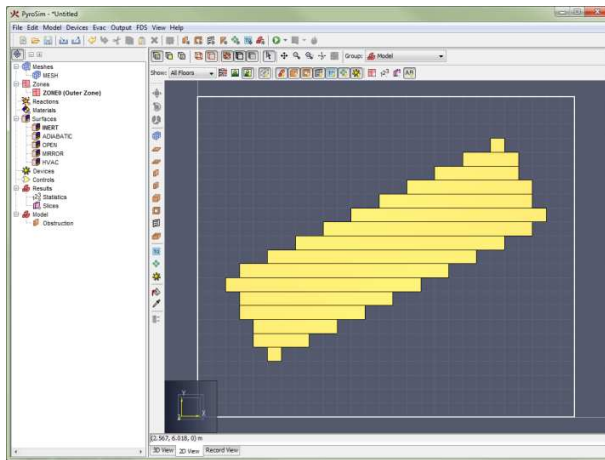 PyroSim - *Untitled
File Edit Model Devices Evac Output FDS View Help
Group: Model
Show: All Floors
Meshes
MESH
Zones
ZONE0 (Outer Zone)
Reactions
Materials
Surfaces
INERT
ADIABATIC
OPEN
MIRROR
HVAC
Devices
Controls
Results
Statistics
Slices
Model
Obstruction
Y
X
(2.567, 6.018, 0) m
3D View 2D View Record View